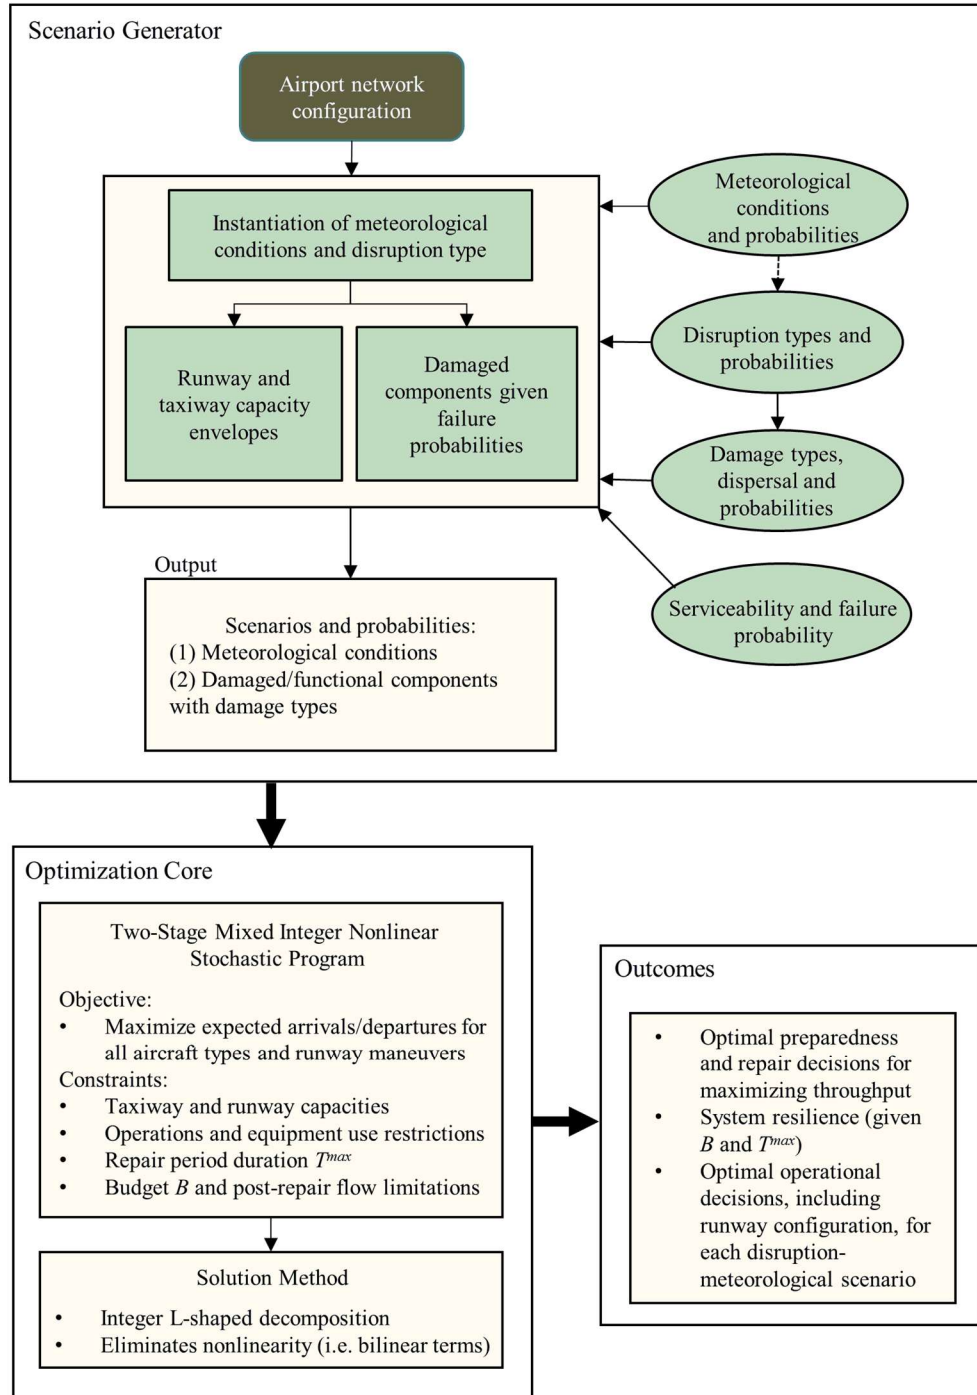 Scenario Generator
Airport network
configuration
Instantiation of meteorological
conditions and disruption type
Runway and
taxiway capacity
envelopes
Damaged
components given
failure
probabilities
Meteorological
conditions
and probabilities
Disruption types and
probabilities
Damage types,
dispersal and
probabilities
Serviceability and failure
probability
Output
Scenarios and probabilities:
(1) Meteorological conditions
(2) Damaged/functional components
with damage types
Optimization Core
Two-Stage Mixed Integer Nonlinear
Stochastic Program
Objective:
• Maximize expected arrivals/departures for
all aircraft types and runway maneuvers
Constraints:
• Taxiway and runway capacities
• Operations and equipment use restrictions
• Repair period duration T^max
• Budget B and post-repair flow limitations
Solution Method
• Integer L-shaped decomposition
• Eliminates nonlinearity (i.e. bilinear terms)
Outcomes
• Optimal preparedness
and repair decisions for
maximizing throughput
• System resilience (given
B and T^max)
• Optimal operational
decisions, including
runway configuration, for
each disruption-
meteorological scenario